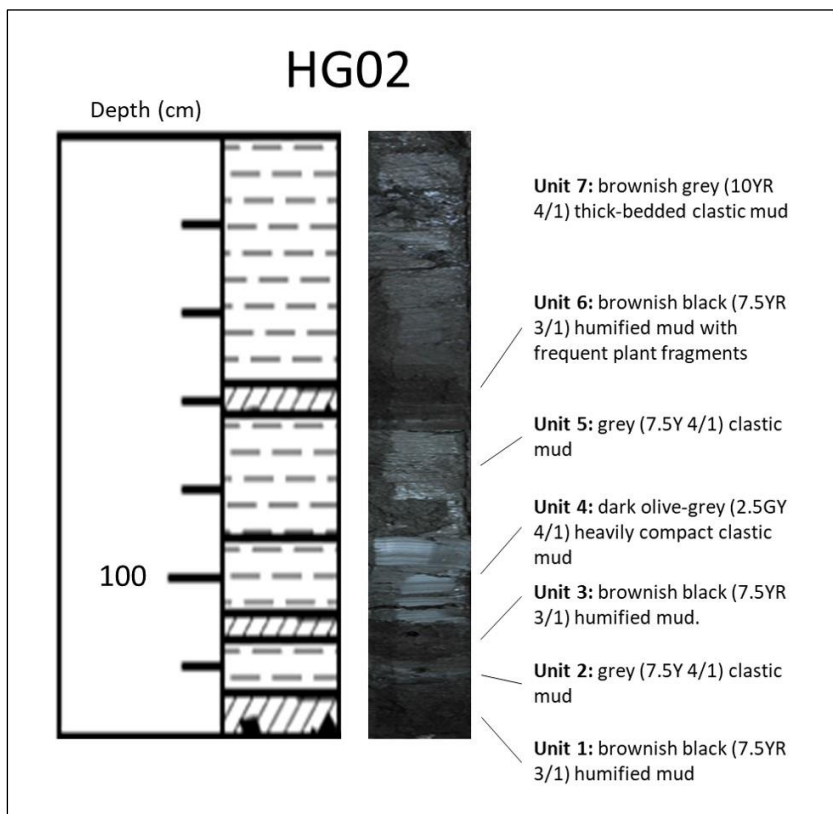 HG02
Depth (cm)
Unit 7: brownish grey (10YR
4/1) thick-bedded clastic mud
Unit 6: brownish black (7.5YR
3/1) humified mud with
frequent plant fragments
Unit 5: grey (7.5Y 4/1) clastic
mud
Unit 4: dark olive-grey (2.5GY
4/1) heavily compact clastic
mud
100
Unit 3: brownish black (7.5YR
3/1) humified mud.
Unit 2: grey (7.5Y 4/1) clastic
mud
Unit 1: brownish black (7.5YR
3/1) humified mud